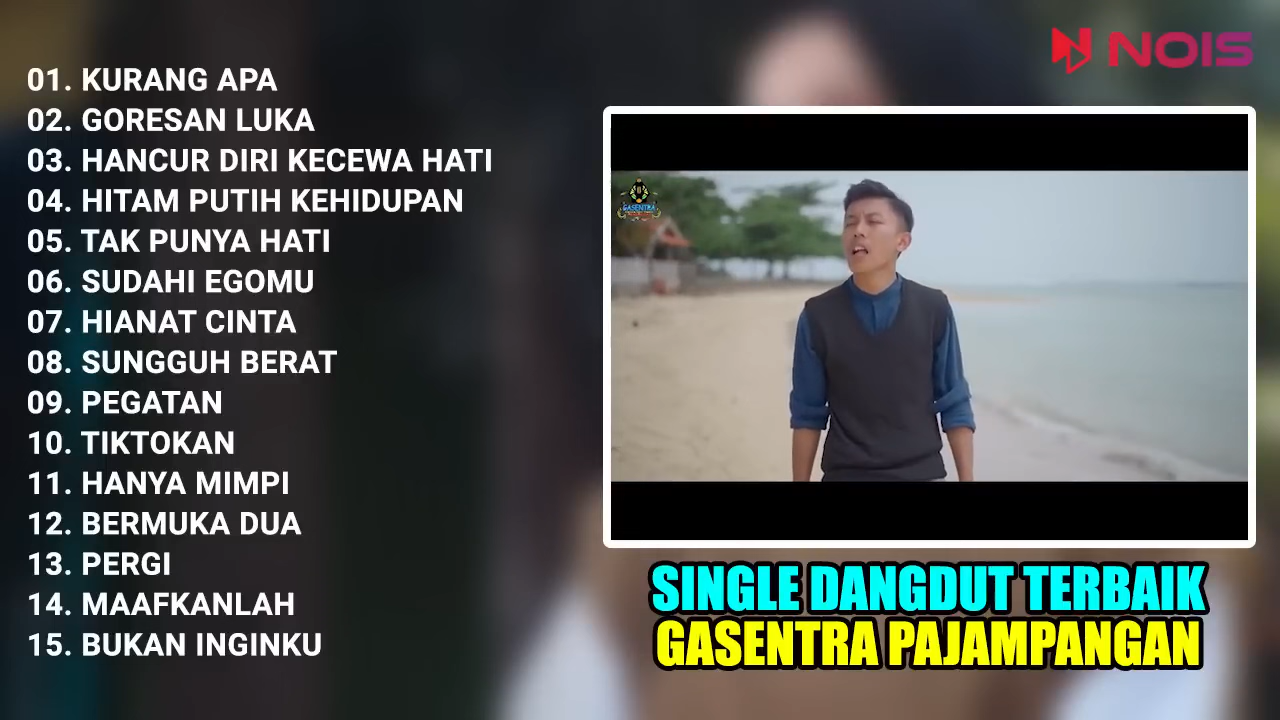 NOIS
01. KURANG APA
02. GORESAN LUKA
03. HANCUR DIRI KECEWA HATI
04. HITAM PUTIH KEHIDUPAN
05. TAK PUNYA HATI
06. SUDAHI EGOMU
07. HIANAT CINTA
08. SUNGGUH BERAT
09. PEGATAN
10. TIKTOKAN
11. HANYA MIMPI
12. BERMUKA DUA
13. PERGI
14. MAAFKANLAH
15. BUKAN INGINKU
GASENTRA
SINGLE DANGDUT TERBAIK
GASENTRA PAJAMPANGAN